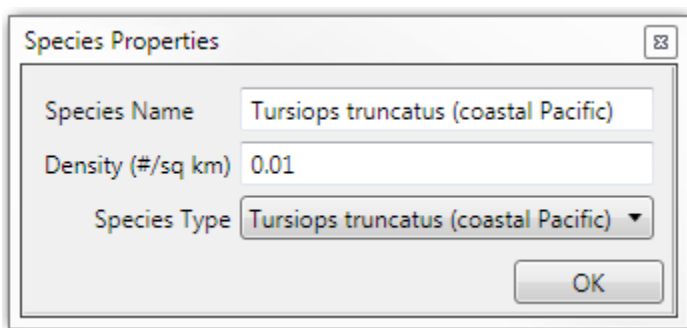 Species Properties
Species Name Tursiops truncatus (coastal Pacific)
Density (#/sq km) 0.01
Species Type Tursiops truncatus (coastal Pacific)
OK